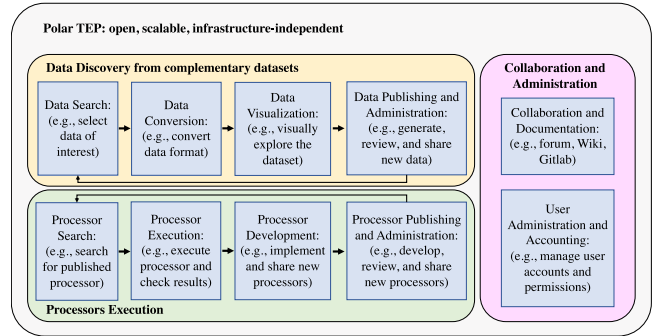 Polar TEP: open, scalable, infrastructure-independent
Data Discovery from complementary datasets
Data Search:
(e.g., select
data of
interest)
Data
Conversion:
(e.g., convert
data format)
Data
Visualization:
(e.g., visually
explore the
dataset)
Data Publishing and
Administration:
(e.g., generate,
review, and share
new data)
Processor
Search:
(e.g., search
for published
processor)
Processor
Execution:
(e.g., execute
processor and
check results)
Processor
Development:
(e.g., implement
and share new
processors)
Processor Publishing
and Administration:
(e.g., develop,
review, and share
new processors)
Processors Execution
Collaboration and
Administration
Collaboration and
Documentation:
(e.g., forum, Wiki,
Gitlab)
User
Administration and
Accounting:
(e.g., manage user
accounts and
permissions)